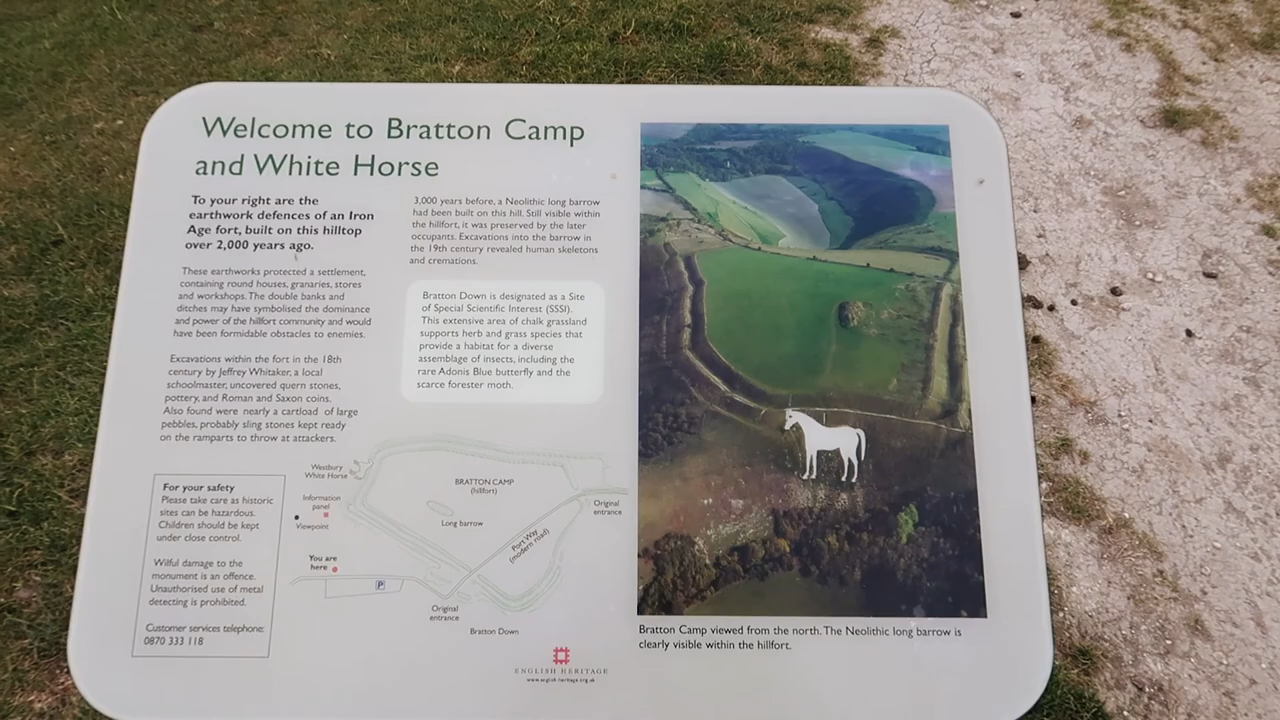 Welcome to Bratton Camp
and White Horse
To your right are the
earthwork defences of an Iron
Age fort, built on this hilltop
over 2,000 years ago.
These earthworks protected a settlement,
containing round houses, granaries, stores
and workshops. The double banks and
ditches may have symbolised the dominance
and power of the hillfort community and would
have been formidable obstacles to enemies.
Excavations within the fort in the 18th
century by Jeffrey Whitaker, a local
schoolmaster, uncovered quern stones,
pottery, and Roman and Saxon coins.
Also found were nearly a cartload of large
pebbles, probably sling stones kept ready
on the ramparts to throw at attackers.
3,000 years before, a Neolithic long barrow
had been built on this hill. Still visible within
the hillfort, it was preserved by the later
occupants. Excavations into the barrow in
the 19th century revealed human skeletons
and cremations.
Bratton Down is designated as a Site
of Special Scientific Interest (SSSI).
This extensive area of chalk grassland
supports herb and grass species that
provide a habitat for a diverse
assemblage of insects, including the
rare Adonis Blue butterfly and the
scarce forester moth.
For your safety
Please take care as historic
sites can be hazardous.
Children should be kept
under close control.
Wilful damage to the
monument is an offence.
Unauthorised use of metal
detecting is prohibited.
Customer services telephone:
0870 333 118
Westbury
White Horse
Information
panel
Viewpoint
You are
here
P
BRATTON CAMP
(hillfort)
Long barrow
Port Way
(modern road)
Original
entrance
Original
entrance
Bratton Down
ENGLISH HERITAGE
www.english-heritage.org.uk
Bratton Camp viewed from the north. The Neolithic long barrow is
clearly visible within the hillfort.